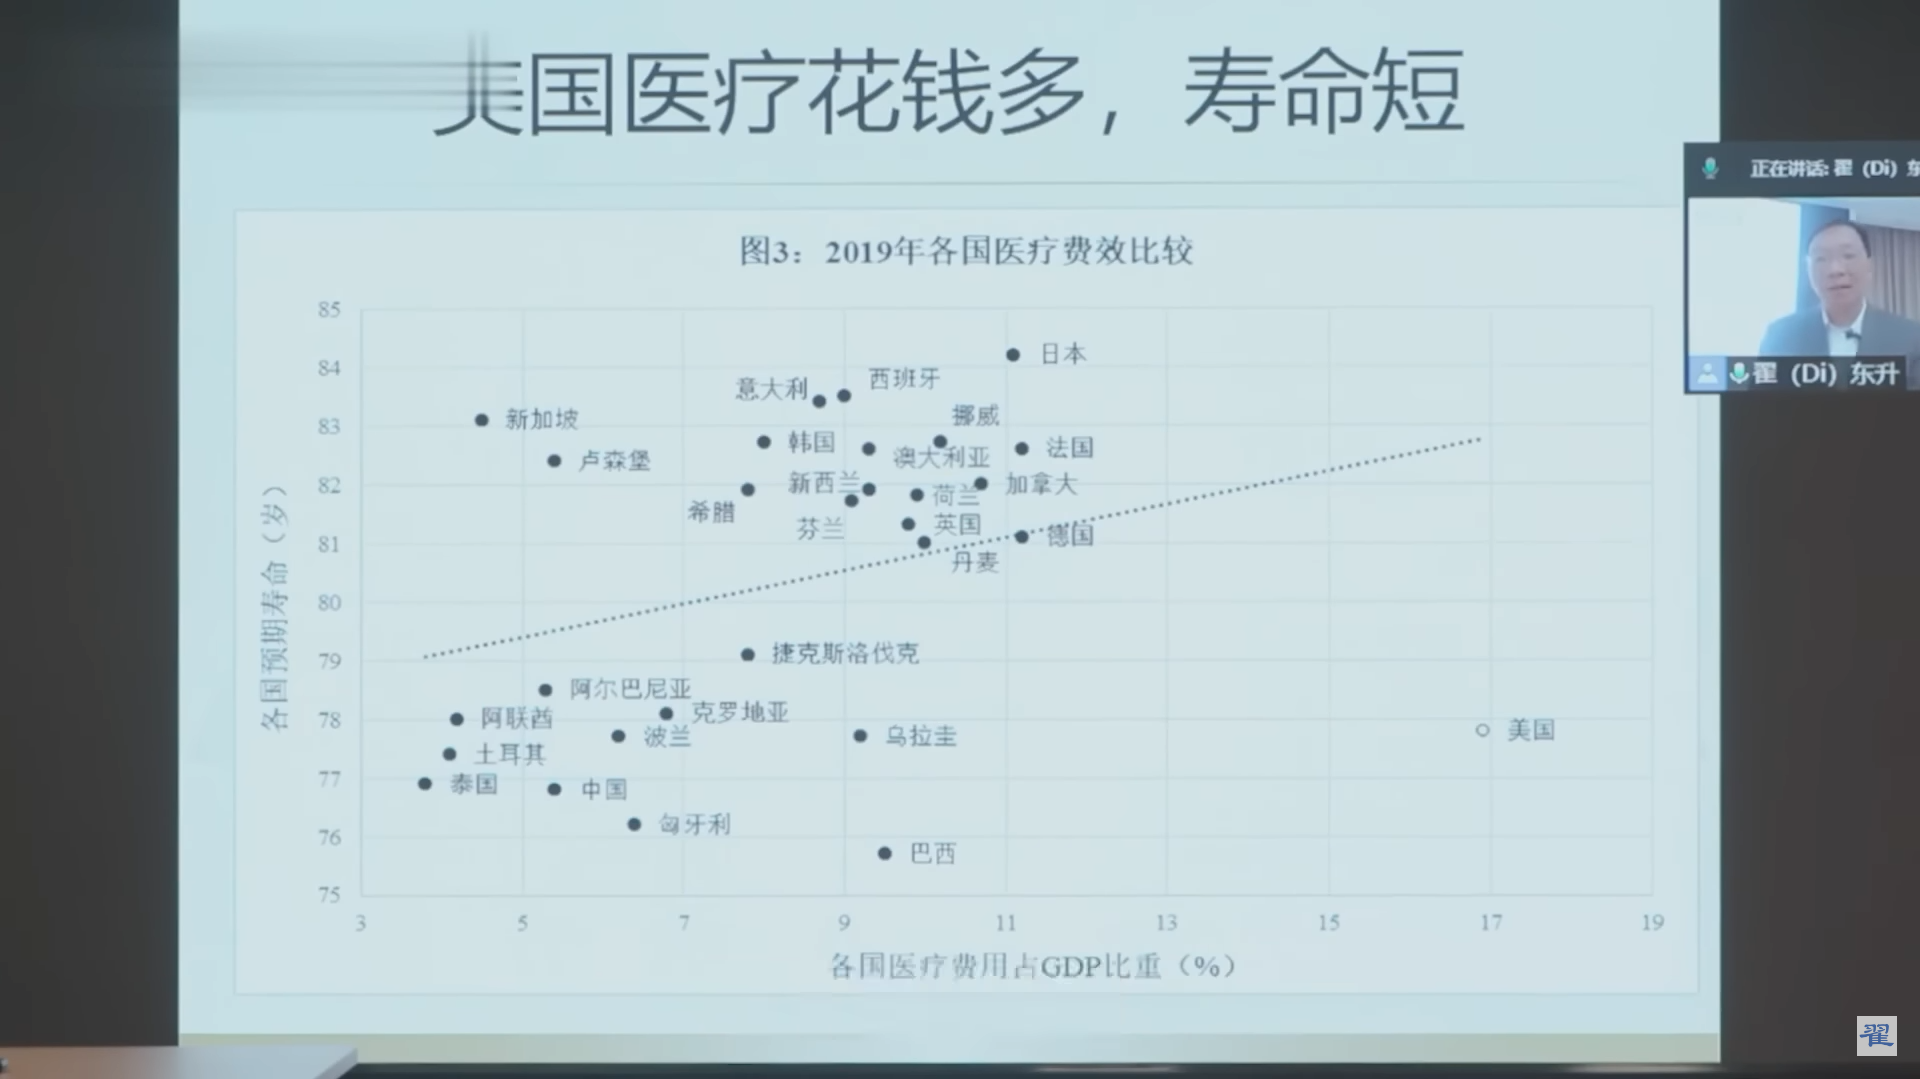 美国医疗花钱多，寿命短
正在讲话: 翟（Di）东
翟（Di）东升
图3：2019年各国医疗费效比较
各国预期寿命（岁）
85
84
83
82
81
80
79
78
77
76
75
日本
西班牙
意大利
挪威
新加坡
韩国
澳大利亚
法国
卢森堡
新西兰
荷兰
加拿大
希腊
芬兰
英国
德国
丹麦
捷克斯洛伐克
阿尔巴尼亚
克罗地亚
阿联酋
波兰
乌拉圭
美国
土耳其
泰国
中国
匈牙利
巴西
3 5 7 9 11 13 15 17 19
各国医疗费用占GDP比重（%）
翟